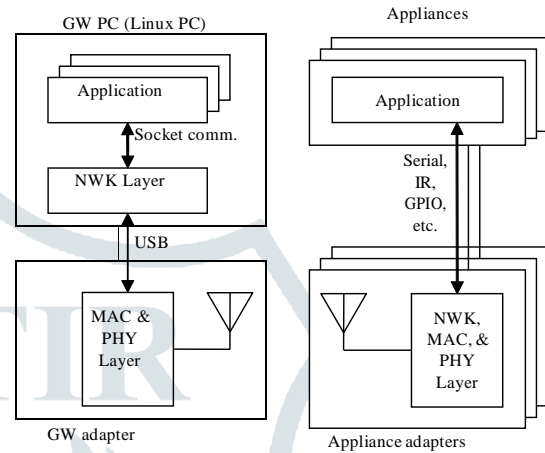 GW PC (Linux PC)
Application
Socket comm.
NWK Layer
USB
MAC &
PHY
Layer
GW adapter
Appliances
Application
Serial,
IR,
GPIO,
etc.
NWK,
MAC, &
PHY
Layer
Appliance adapters
TIR